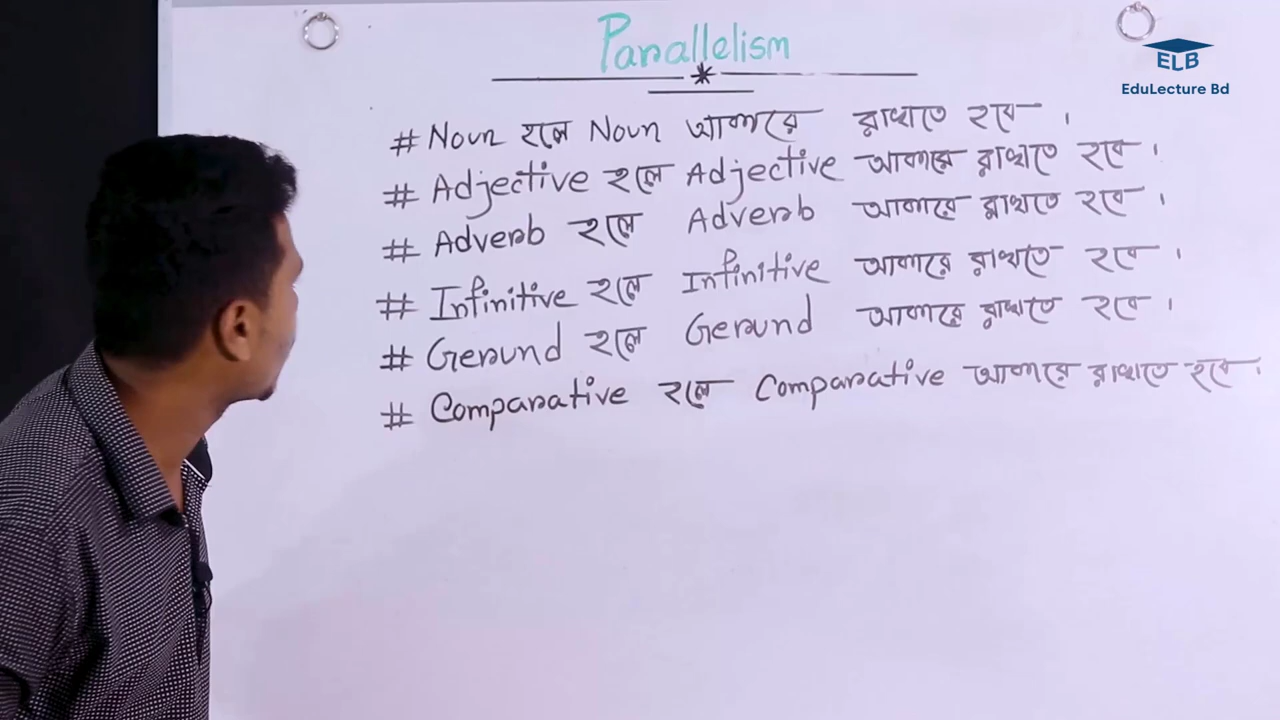 Parallelism
ELB
EduLecture Bd
# Noun হলে Noun আকারে রাখতে হবে।
# Adjective হলে Adjective আকারে রাখতে হবে।
# Adverb হলে Adverb আকারে রাখতে হবে।
# Infinitive হলে Infinitive আকারে রাখতে হবে।
# Gerund হলে Gerund আকারে রাখতে হবে।
# Comparative হলে Comparative আকারে রাখতে হবে।